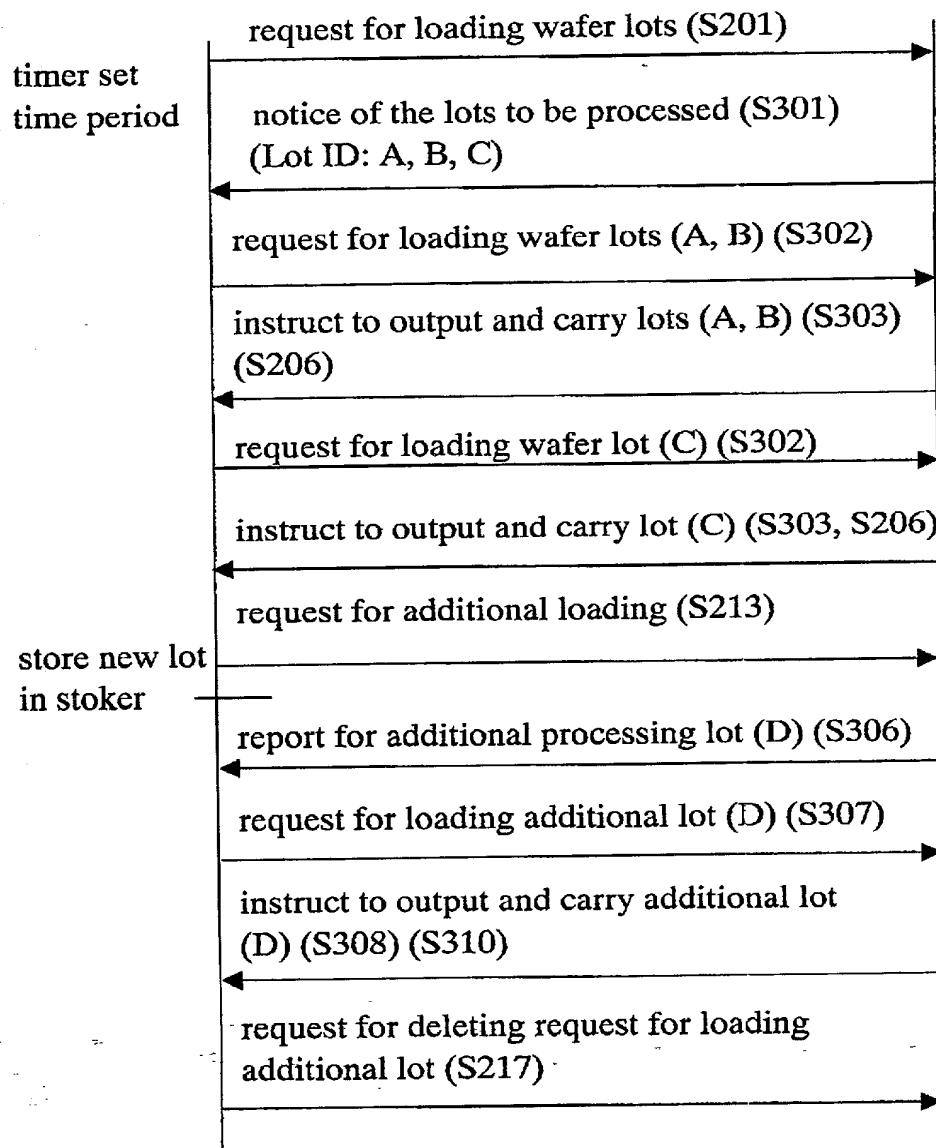 request for loading wafer lots (S201)
timer set
time period
notice of the lots to be processed (S301)
(Lot ID: A, B, C)
request for loading wafer lots (A, B) (S302)
instruct to output and carry lots (A, B) (S303)
(S206)
request for loading wafer lot (C) (S302)
instruct to output and carry lot (C) (S303, S206)
request for additional loading (S213)
store new lot
in stoker
report for additional processing lot (D) (S306)
request for loading additional lot (D) (S307)
instruct to output and carry additional lot
(D) (S308) (S310)
request for deleting request for loading
additional lot (S217)